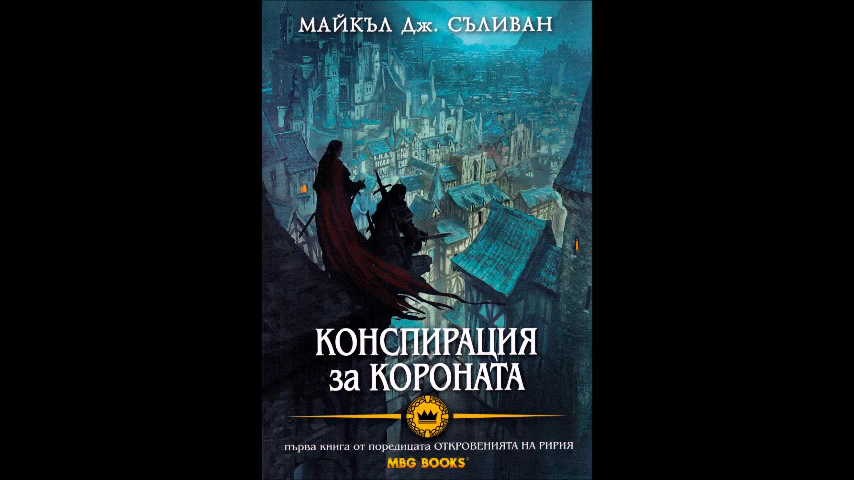 МАЙКЪЛ Дж. СЪЛИВАН
КОНСПИРАЦИЯ
за КОРОНАТА
първа книга от поредицата ОТКРОВЕНИЯТА НА РИРИЯ
MBG BOOKS